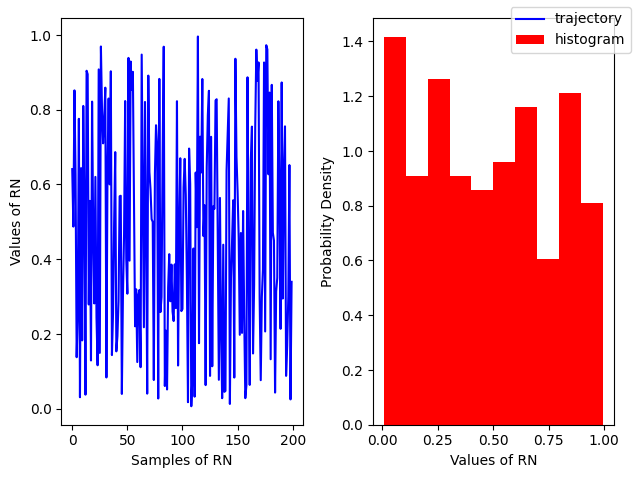 trajectory
histogram
1.0
0.8
0.6
0.4
0.2
0.0
Values of RN
0 50 100 150 200
Samples of RN
1.4
1.2
1.0
0.8
0.6
0.4
0.2
0.0
Probability Density
0.00 0.25 0.50 0.75 1.00
Values of RN